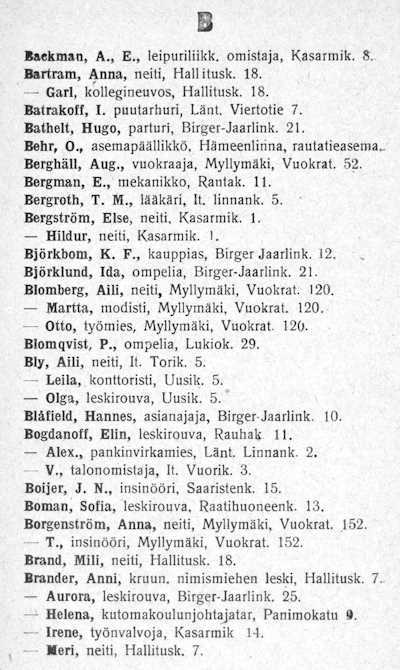 B
Backman, A., E., leipuriliikk. omistaja, Kasarmik. 8.
Bartram, Anna, neiti, Hallitusk. 18.
— Garl, kollegineuvos, Hallitusk. 18.
Batrakoff, I. puutarhuri, Länt. Viertotie 7.
Bathelt, Hugo, parturi, Birger-Jaarlink. 21.
Behr, O., asemapäällikkö, Hämeenlinna, rautatieasema.
Berghäll, Aug., vuokraaja, Myllymäki, Vuokrat. 52.
Bergman, E., mekanikko, Rantak. 11.
Bergroth, T. M., lääkäri, It. linnank. 5.
Bergström, Else, neiti, Kasarmik. 1.
— Hildur, neiti, Kasarmik. 1.
Björkbom, K. F., kauppias, Birger Jaarlink. 12.
Björklund, Ida, ompelia, Birger-Jaarlink. 21.
Blomberg, Aili, neiti, Myllymäki, Vuokrat. 120.
— Martta, modisti, Myllymäki, Vuokrat. 120.
— Otto, työmies, Myllymäki, Vuokrat. 120.
Blomqvist, P., ompelia, Lukiok. 29.
Bly, Aili, neiti, It. Torik. 5.
— Leila, konttoristi, Uusik. 5.
— Olga, leskirouva, Uusik. 5.
Blåfield, Hannes, asianajaja, Birger-Jaarlink. 10.
Bogdanoff, Elin, leskirouva, Rauhak. 11.
— Alex., pankinvirkamies, Länt. Linnank. 2.
— V., talonomistaja, It. Vuorik. 3.
Boijer, J. N., insinööri, Saaristenk. 15.
Boman, Sofia, leskirouva, Raatihuoneenk. 13.
Borgenström, Anna, neiti, Myllymäki, Vuokrat. 152.
— T., insinööri, Myllymäki, Vuokrat. 152.
Brand, Mili, neiti, Hallitusk. 18.
Brander, Anni, kruun. nimismiehen leski, Hallitusk. 7.
— Aurora, leskirouva, Birger-Jaarlink. 25.
— Helena, kutomakoulunjohtajatar, Panimokatu 9.
— Irene, työnvalvoja, Kasarmik 14.
— Meri, neiti, Hallitusk. 7.